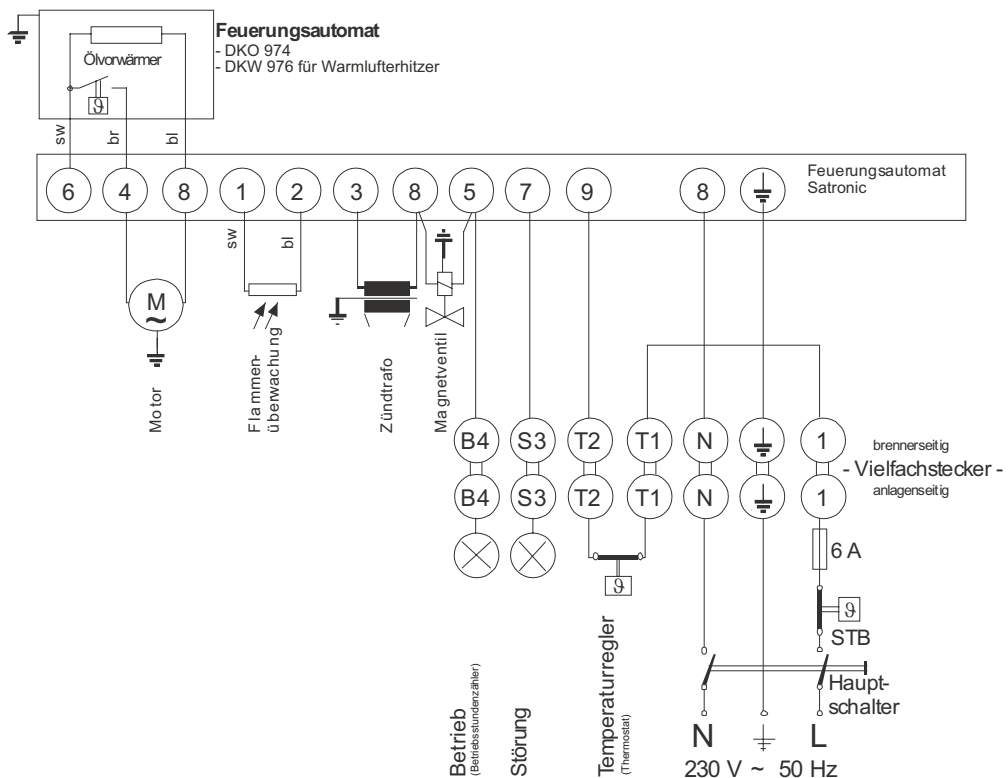 Feuerungsautomat
- DKO 974
- DKW 976 für Warmlufterhitzer
Ölvorwärmer
ϑ
sw
br
bl
Feuerungsautomat
Satronic
6
4
8
1
2
3
8
5
7
9
8
sw
bl
M
~
Motor
Flammen-
überwachung
Zündtrafo
Magnetventil
B4
S3
T2
T1
N
1
brennerseitig
- Vielfachstecker -
anlagenseitig
B4
S3
T2
T1
N
1
6 A
ϑ
ϑ
STB
Haupt-
schalter
Betrieb
(Betriebsstundenzähler)
Störung
Temperaturregler
(Thermostat)
N
L
230 V ~ 50 Hz